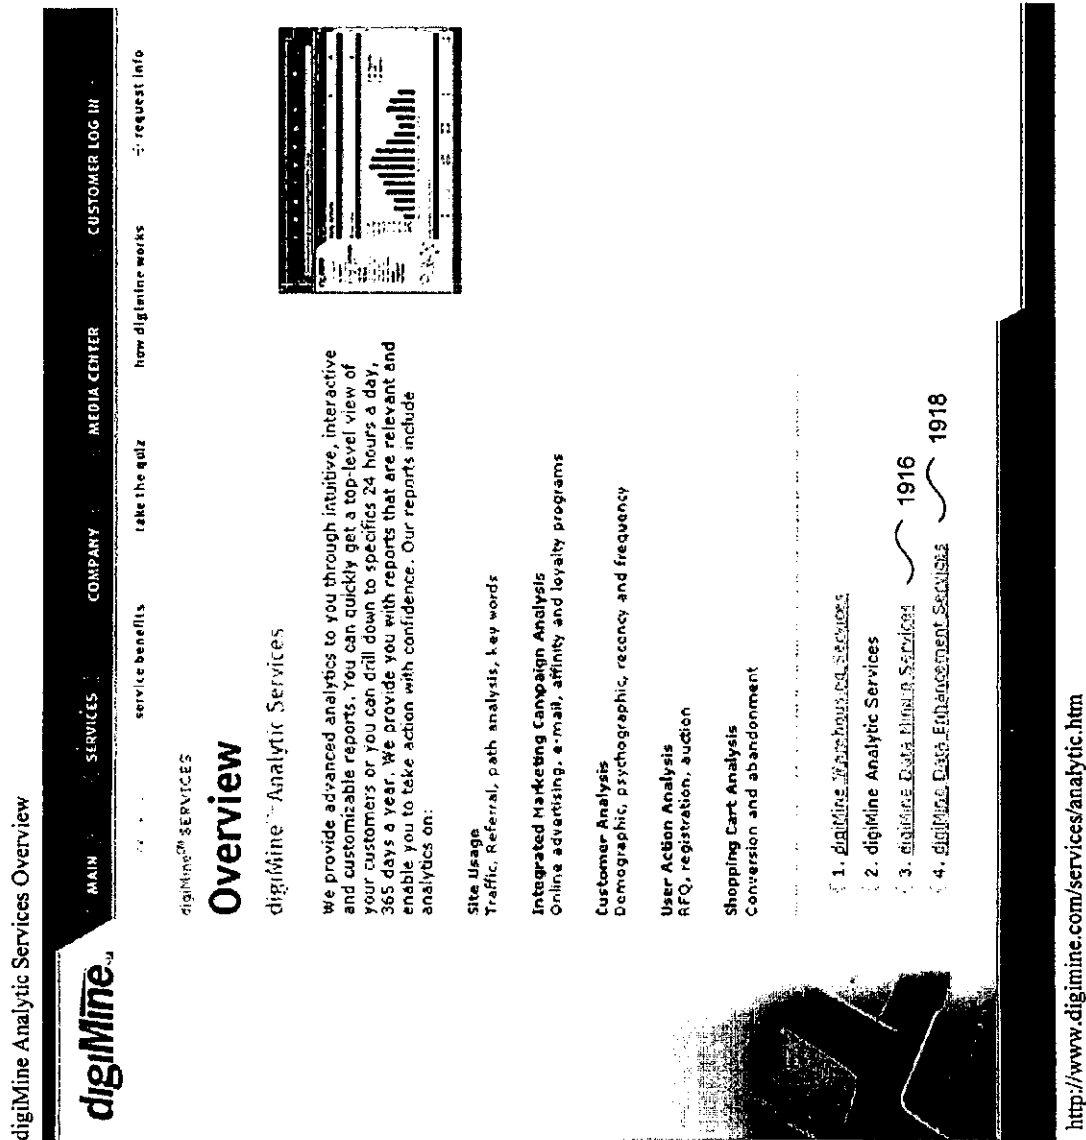 digiMine Analytic Services Overview
digiMine
MAIN SERVICES COMPANY MEDIA CENTER CUSTOMER LOG IN
service benefits take the quiz how digimine works request info
digiMine℠ SERVICES
Overview
digiMine℠ Analytic Services
We provide advanced analytics to you through intuitive, interactive
and customizable reports. You can quickly get a top-level view of
your customers or you can drill down to specifics 24 hours a day,
365 days a year. We provide you with reports that are relevant and
enable you to take action with confidence. Our reports include
analytics on:
Site Usage
Traffic, Referral, path analysis, key words
Integrated Marketing Campaign Analysis
Online advertising, e-mail, affinity and loyalty programs
Customer Analysis
Demographic, psychographic, recency and frequency
User Action Analysis
RFQ, registration, auction
Shopping Cart Analysis
Conversion and abandonment
1. digiMine Warehousing Services
2. digiMine Analytic Services
3. digiMine Data Mining Services 1916
4. digiMine Data Enhancement Services 1918
http://www.digimine.com/services/analytic.htm